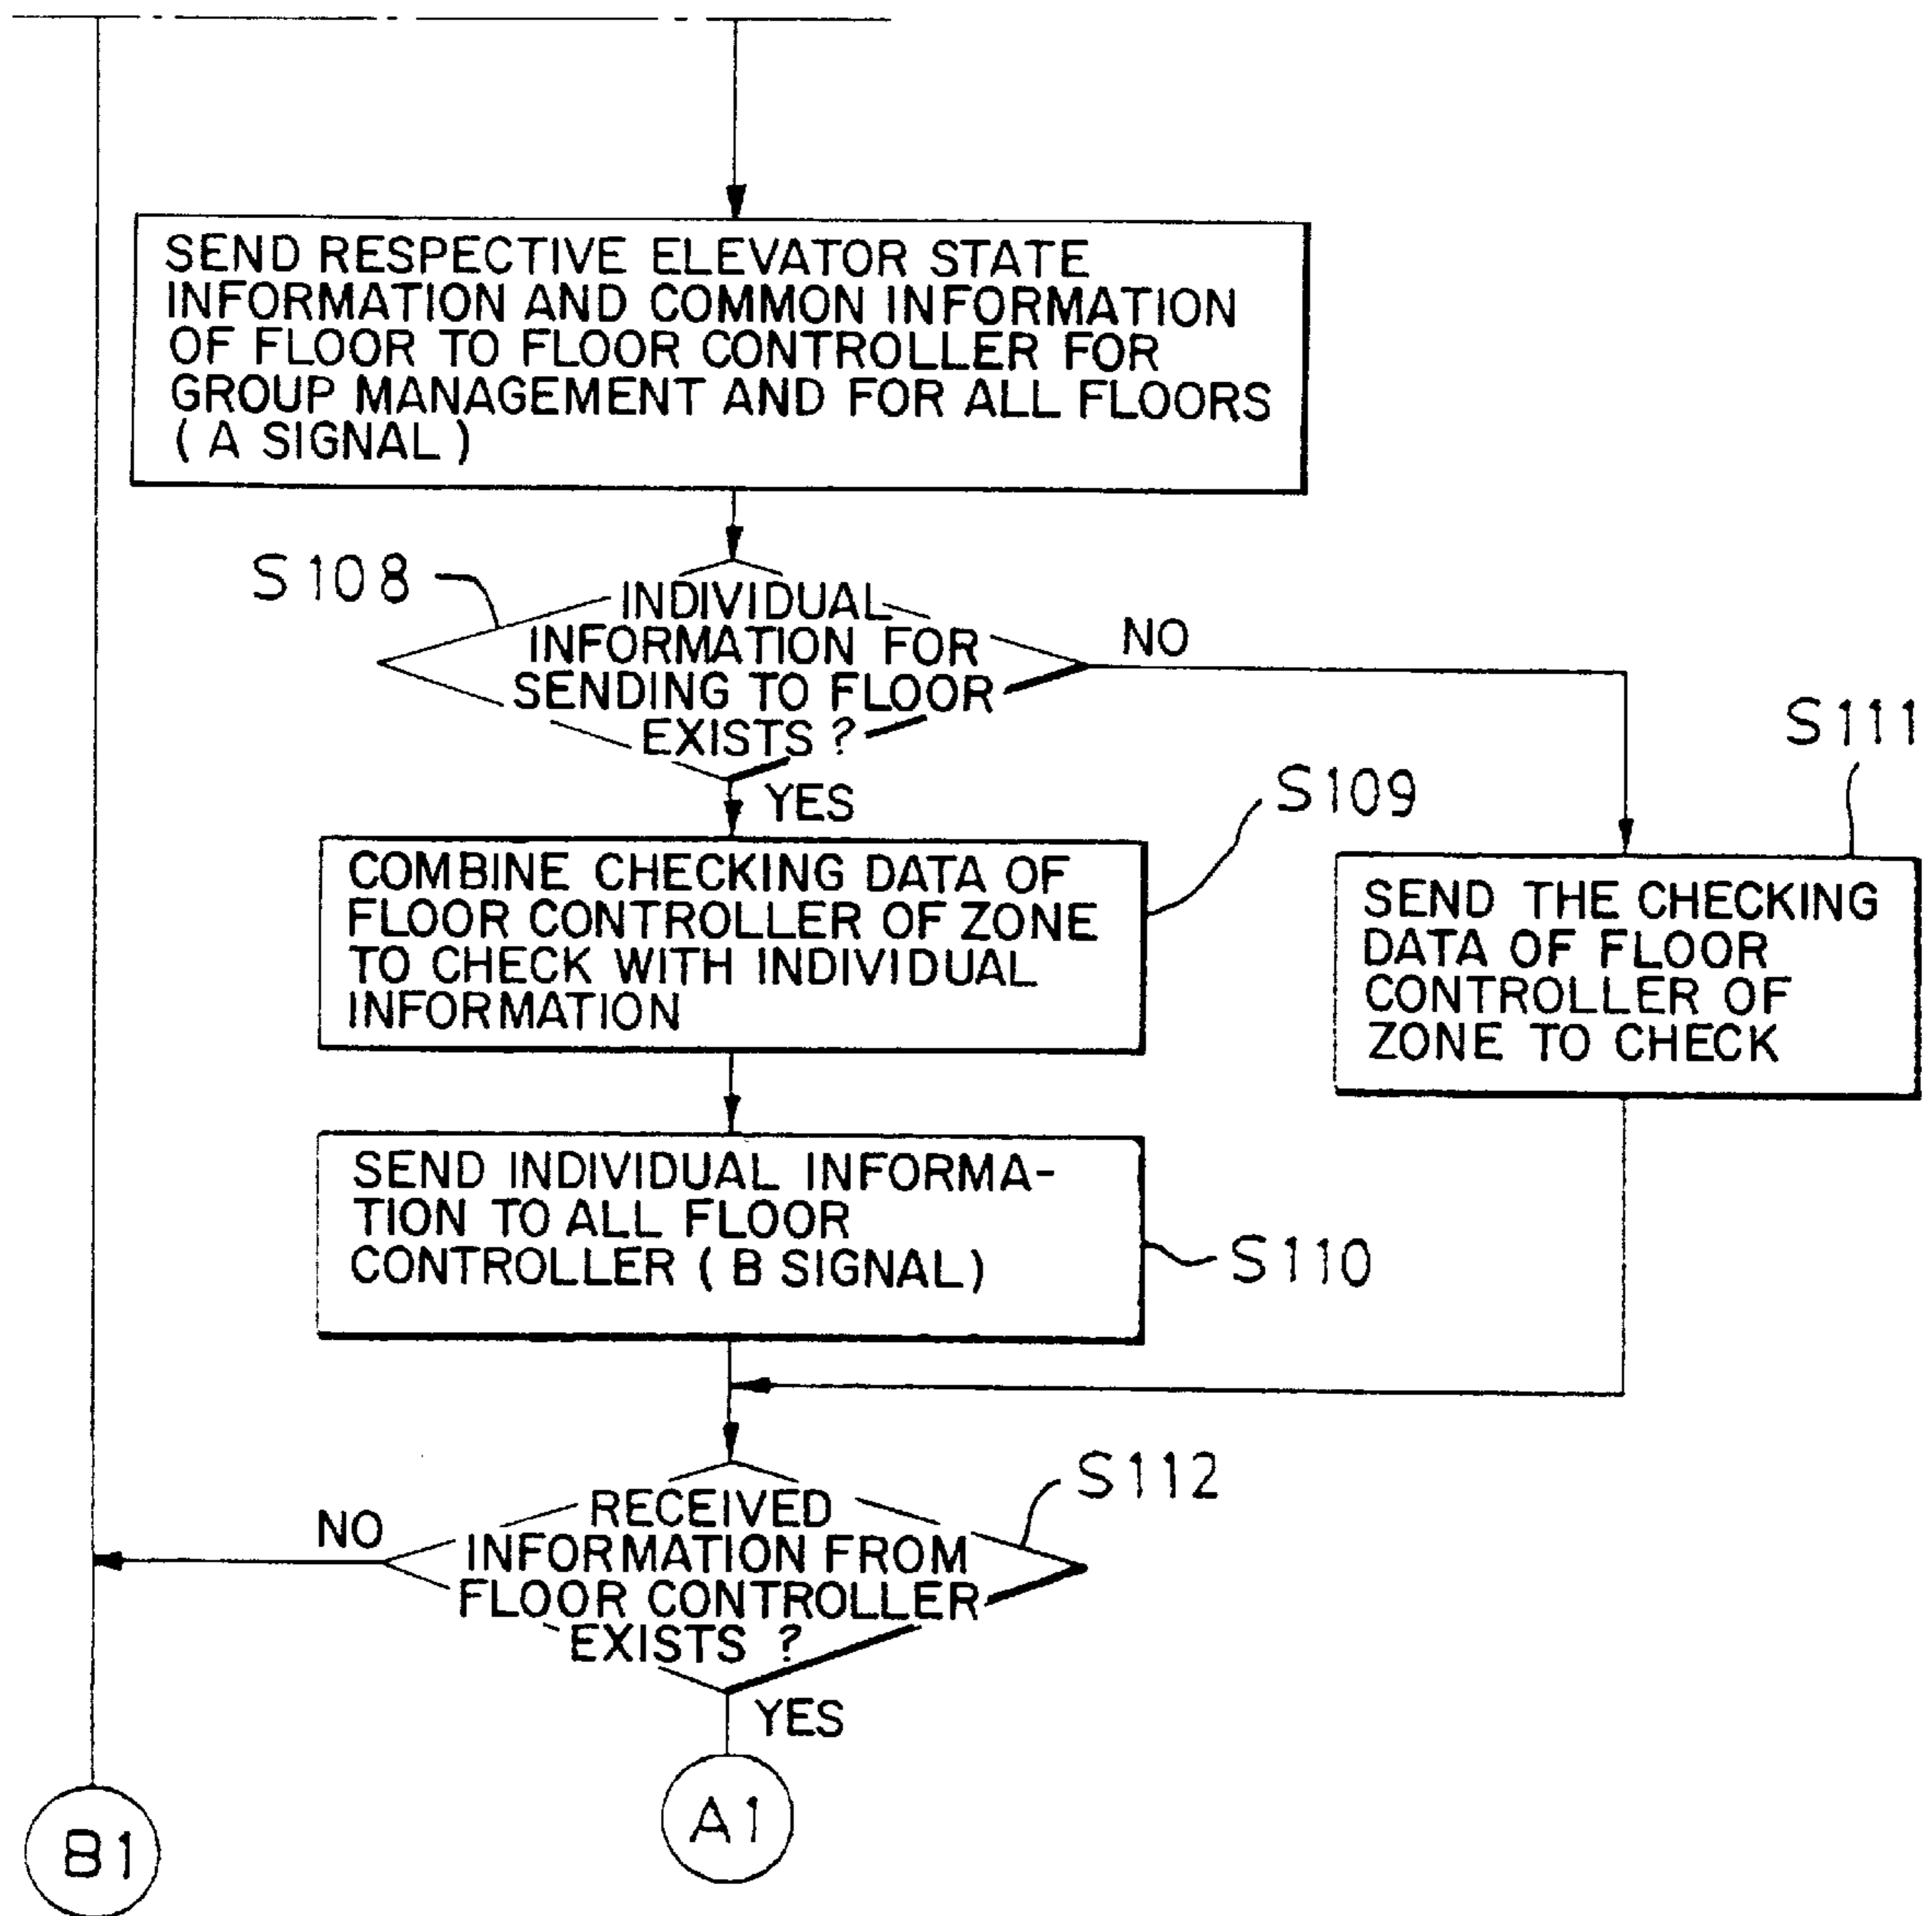 SEND RESPECTIVE ELEVATOR STATE
INFORMATION AND COMMON INFORMATION
OF FLOOR TO FLOOR CONTROLLER FOR
GROUP MANAGEMENT AND FOR ALL FLOORS
( A SIGNAL )
S108
INDIVIDUAL
INFORMATION FOR
SENDING TO FLOOR
EXISTS ?
NO
YES
S109
COMBINE CHECKING DATA OF
FLOOR CONTROLLER OF ZONE
TO CHECK WITH INDIVIDUAL
INFORMATION
S111
SEND THE CHECKING
DATA OF FLOOR
CONTROLLER OF
ZONE TO CHECK
SEND INDIVIDUAL INFORMA-
TION TO ALL FLOOR
CONTROLLER ( B SIGNAL )
S110
S112
RECEIVED
INFORMATION FROM
FLOOR CONTROLLER
EXISTS ?
NO
YES
A1
B1